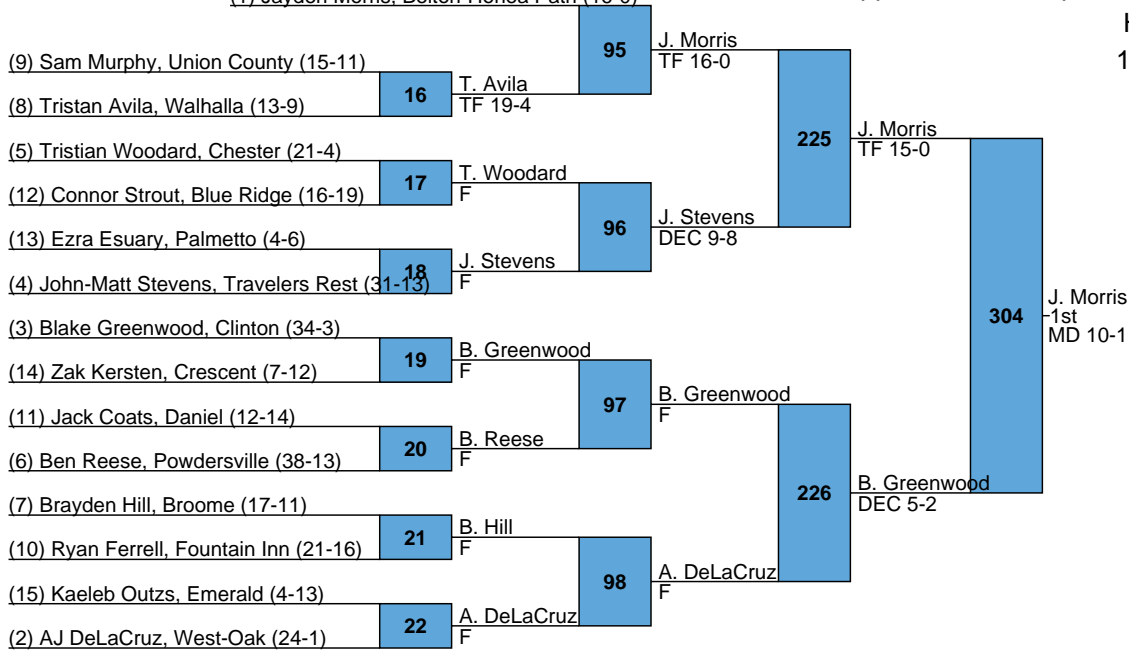 95
J. Morris
TF 16-0
(9) Sam Murphy, Union County (15-11)
16
T. Avila
TF 19-4
(8) Tristan Avila, Walhalla (13-9)
225
J. Morris
TF 15-0
(5) Tristian Woodard, Chester (21-4)
17
T. Woodard
F
(12) Connor Strout, Blue Ridge (16-19)
96
J. Stevens
DEC 9-8
(13) Ezra Esuary, Palmetto (4-6)
18
J. Stevens
F
(4) John-Matt Stevens, Travelers Rest (31-13)
304
J. Morris
1st
MD 10-1
(3) Blake Greenwood, Clinton (34-3)
19
B. Greenwood
F
(14) Zak Kersten, Crescent (7-12)
97
B. Greenwood
F
(11) Jack Coats, Daniel (12-14)
20
B. Reese
F
(6) Ben Reese, Powdersville (38-13)
226
B. Greenwood
DEC 5-2
(7) Brayden Hill, Broome (17-11)
21
B. Hill
F
(10) Ryan Ferrell, Fountain Inn (21-16)
98
A. DeLaCruz
F
(15) Kaeleb Outzs, Emerald (4-13)
22
A. DeLaCruz
F
(2) AJ DeLaCruz, West-Oak (24-1)